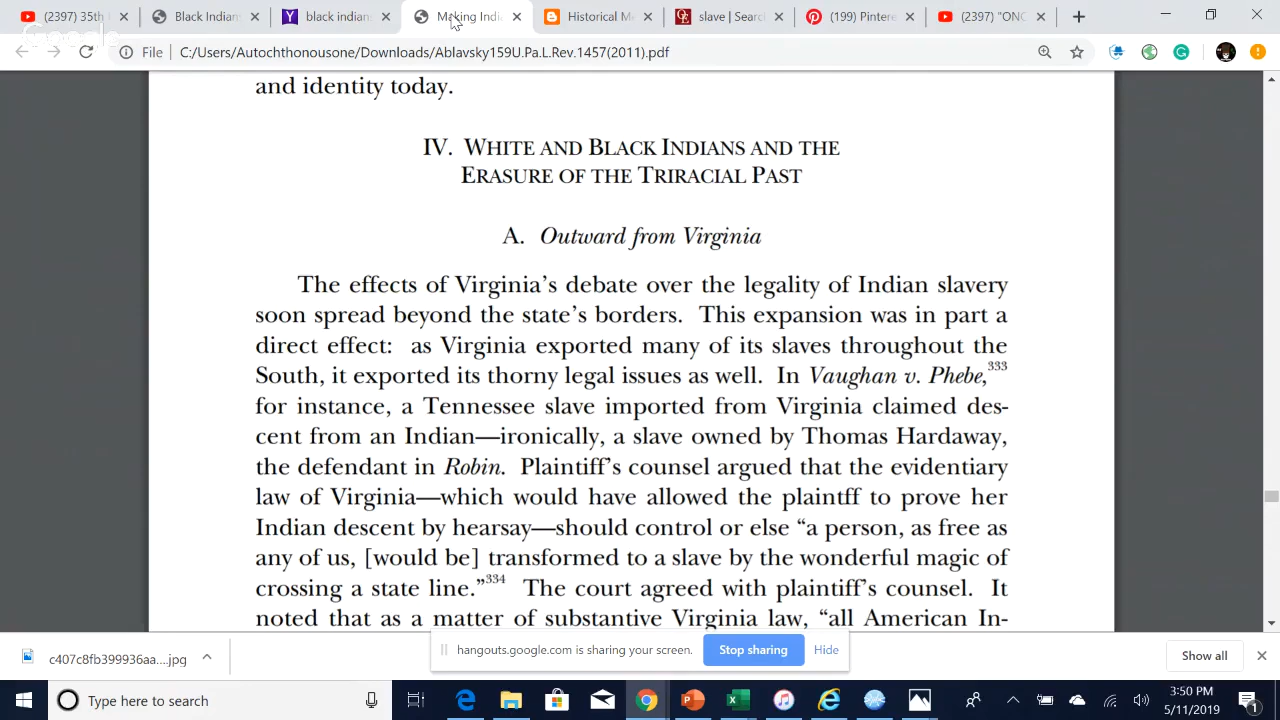 (2397) 35th
Black Indian
black indians
Making Indi
Historical M
slave | Searc
(199) Pintere
(2397) "ONC
File
C:/Users/Autochthonousone/Downloads/Ablavsky159U.Pa.L.Rev.1457(2011).pdf
and identity today.
IV. WHITE AND BLACK INDIANS AND THE
ERASURE OF THE TRIRACIAL PAST
A. Outward from Virginia
The effects of Virginia's debate over the legality of Indian slavery
soon spread beyond the state's borders. This expansion was in part a
direct effect: as Virginia exported many of its slaves throughout the
South, it exported its thorny legal issues as well. In Vaughan v. Phebe,333
for instance, a Tennessee slave imported from Virginia claimed des-
cent from an Indian—ironically, a slave owned by Thomas Hardaway,
the defendant in Robin. Plaintiff's counsel argued that the evidentiary
law of Virginia—which would have allowed the plaintff to prove her
Indian descent by hearsay—should control or else "a person, as free as
any of us, [would be] transformed to a slave by the wonderful magic of
crossing a state line."334 The court agreed with plaintiff's counsel. It
noted that as a matter of substantive Virginia law, "all American In-
hangouts.google.com is sharing your screen.
Stop sharing
Hide
c407c8fb399936aa....jpg
Show all
Type here to search
3:50 PM
5/11/2019
1